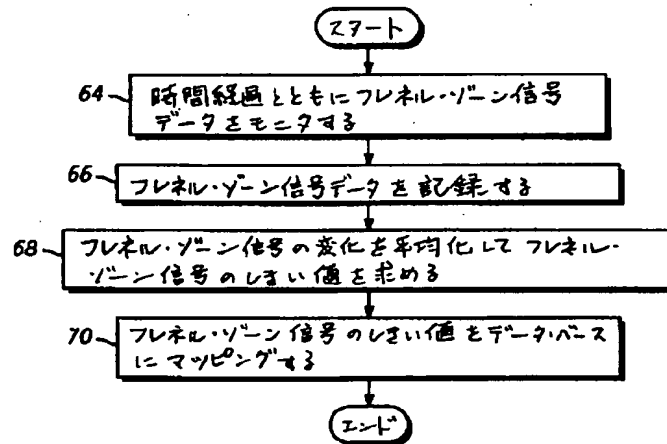 スタート
64
時間経過とともにフレネル・ゾーン信号
データをモニタする
66
フレネル・ゾーン信号データを記録する
68
フレネル・ゾーン信号の変化を平均化してフレネル・
ゾーン信号のしきい値を求める
70
フレネル・ゾーン信号のしきい値をデータ・バース
にマッピングする
エンド